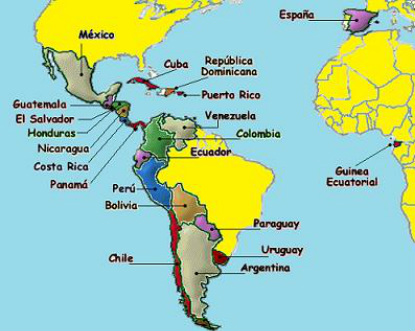 España
México
Cuba
República
Dominicana
Puerto Rico
Guatemala
El Salvador
Honduras
Nicaragua
Costa Rica
Panamá
Venezuela
Colombia
Ecuador
Guinea
Ecuatorial
Perú
Bolivia
Paraguay
Uruguay
Chile
Argentina